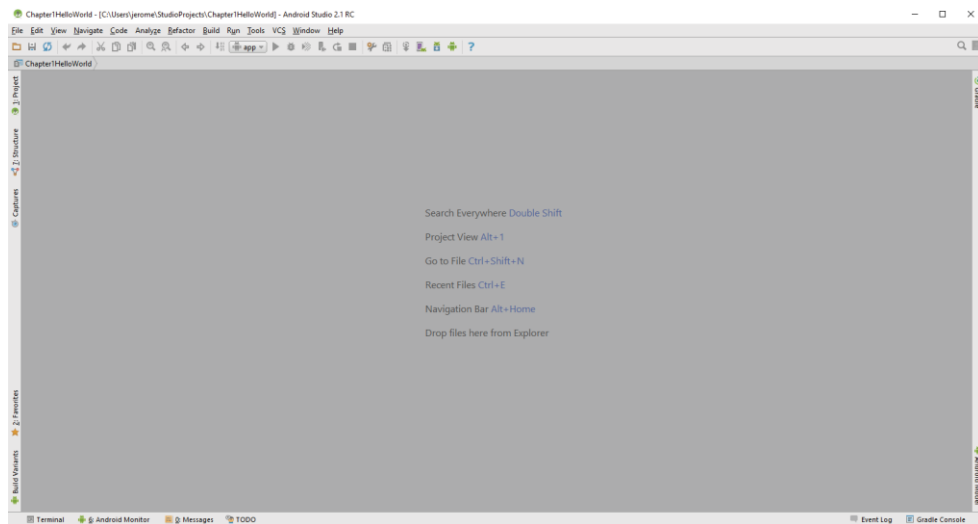 Chapter1HelloWorld - [C:\Users\jerome\StudioProjects\Chapter1HelloWorld] - Android Studio 2.1 RC
File Edit View Navigate Code Analyze Refactor Build Run Tools VCS Window Help
app
Chapter1HelloWorld
1: Project
7: Structure
Captures
Search Everywhere Double Shift
Project View Alt+1
Go to File Ctrl+Shift+N
Recent Files Ctrl+E
Navigation Bar Alt+Home
Drop files here from Explorer
2: Favorites
Build Variants
Terminal 6: Android Monitor 0: Messages TODO Event Log Gradle Console